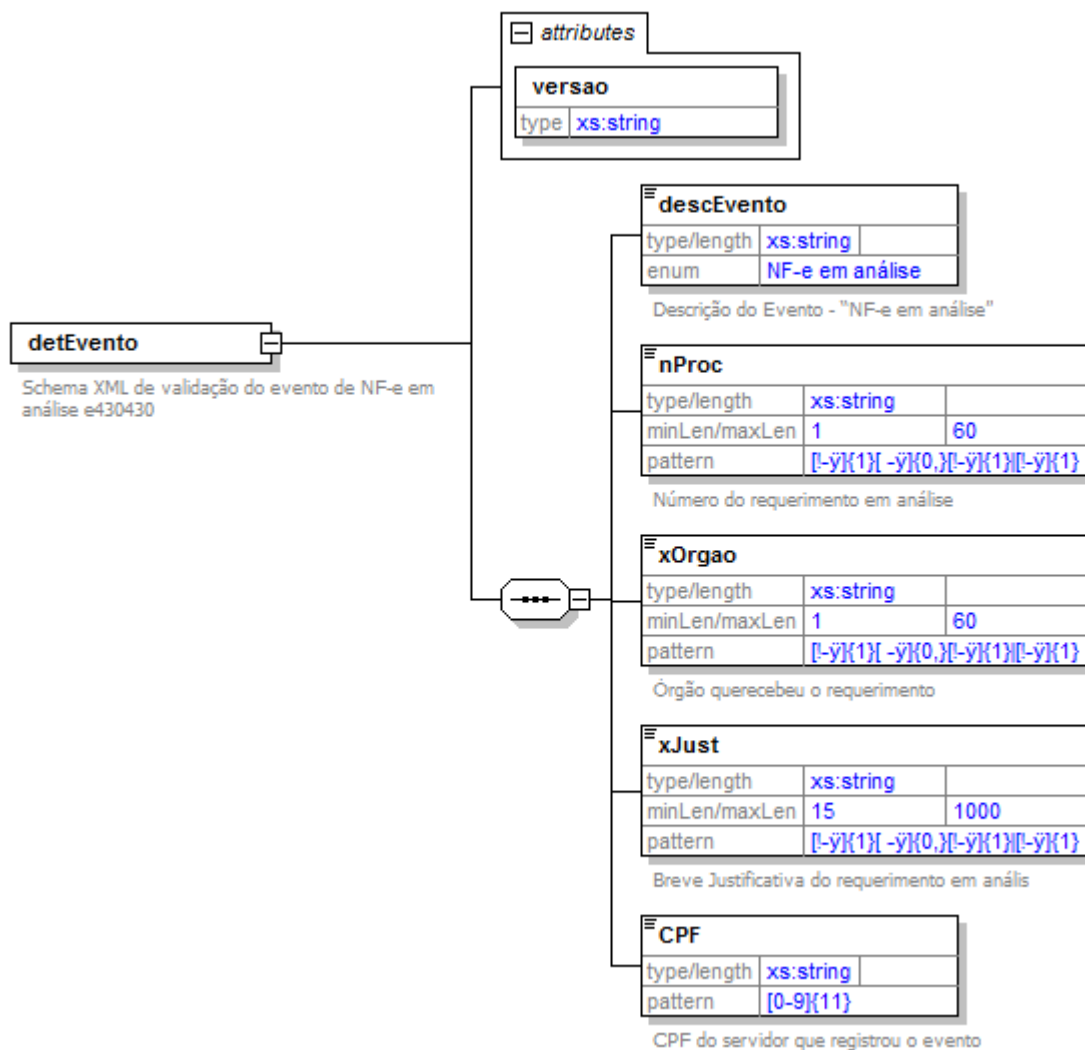 attributes
versao
type xs:string
descEvento
type/length xs:string
enum NF-e em análise
Descrição do Evento - "NF-e em análise"
detEvento
Schema XML de validação do evento de NF-e em
análise e430430
nProc
type/length xs:string
minLen/maxLen 1 60
pattern [!-ÿ]{1}[ -ÿ]{0,}[!-ÿ]{1}|[!-ÿ]{1}
Número do requerimento em análise
xOrgao
type/length xs:string
minLen/maxLen 1 60
pattern [!-ÿ]{1}[ -ÿ]{0,}[!-ÿ]{1}|[!-ÿ]{1}
Órgão querecebeu o requerimento
xJust
type/length xs:string
minLen/maxLen 15 1000
pattern [!-ÿ]{1}[ -ÿ]{0,}[!-ÿ]{1}|[!-ÿ]{1}
Breve Justificativa do requerimento em anális
CPF
type/length xs:string
pattern [0-9]{11}
CPF do servidor que registrou o evento